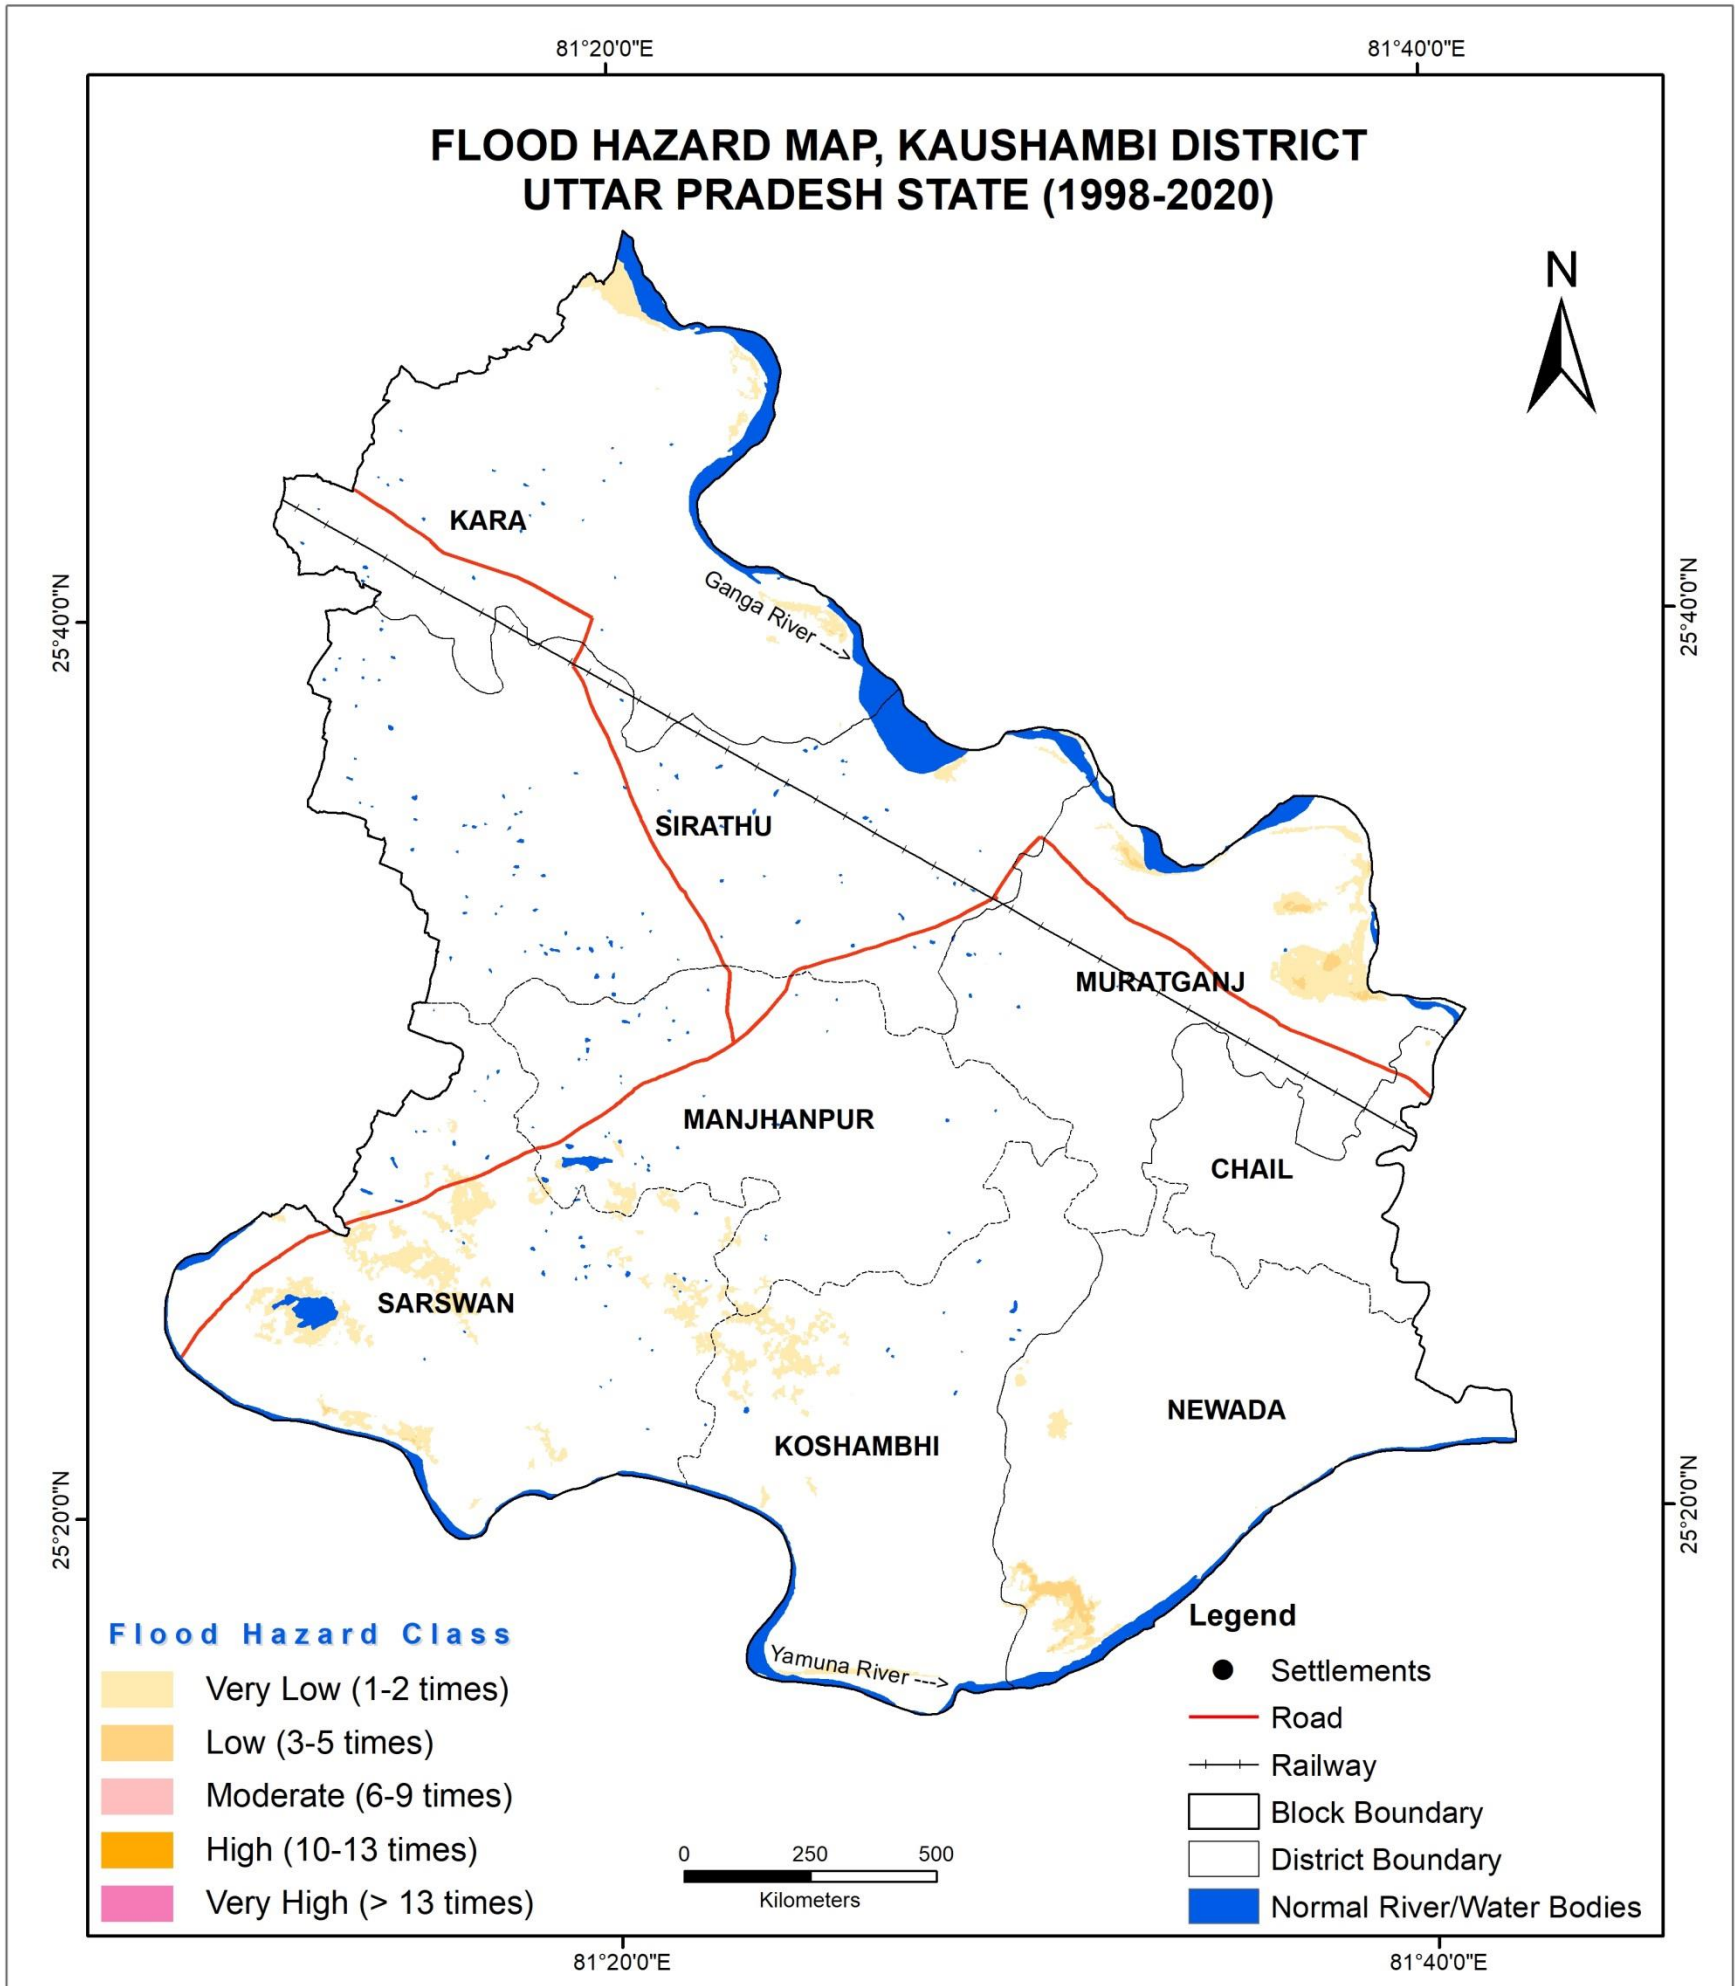 81°20'0"E
81°40'0"E
FLOOD HAZARD MAP, KAUSHAMBI DISTRICT
UTTAR PRADESH STATE (1998-2020)
N
KARA
25°40'0"N
25°40'0"N
Ganga River
SIRATHU
MURATGANJ
MANJHANPUR
CHAIL
SARSWAN
NEWADA
KOSHAMBHI
25°20'0"N
25°20'0"N
Yamuna River
Flood Hazard Class
Very Low (1-2 times)
Low (3-5 times)
Moderate (6-9 times)
High (10-13 times)
Very High (> 13 times)
0 250 500
Kilometers
Legend
Settlements
Road
Railway
Block Boundary
District Boundary
Normal River/Water Bodies
81°20'0"E
81°40'0"E